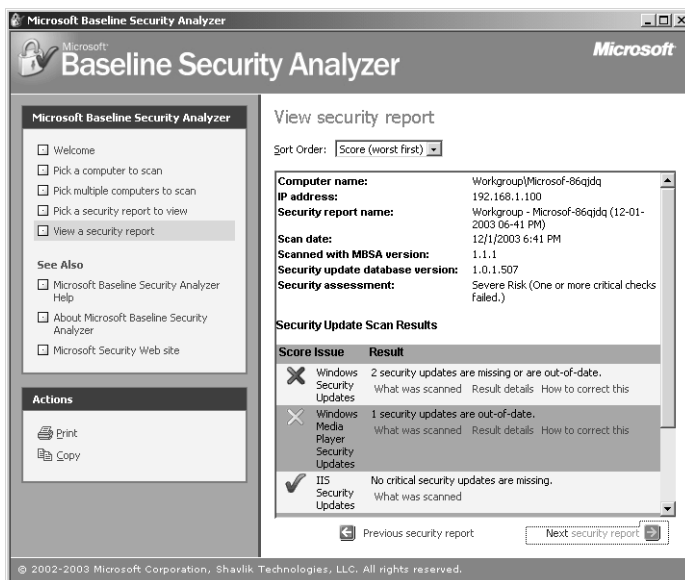 Microsoft Baseline Security Analyzer
Microsoft
Baseline Security Analyzer
Microsoft
Microsoft Baseline Security Analyzer
Welcome
Pick a computer to scan
Pick multiple computers to scan
Pick a security report to view
View a security report
See Also
Microsoft Baseline Security Analyzer
Help
About Microsoft Baseline Security
Analyzer
Microsoft Security Web site
Actions
Print
Copy
View security report
Sort Order: Score (worst first)
Computer name: Workgroup\Microsof-86qjdq
IP address: 192.168.1.100
Security report name: Workgroup - Microsof-86qjdq (12-01-
2003 06-41 PM)
Scan date: 12/1/2003 6:41 PM
Scanned with MBSA version: 1.1.1
Security update database version: 1.0.1.507
Security assessment: Severe Risk (One or more critical checks
failed.)
Security Update Scan Results
Score Issue Result
Windows 2 security updates are missing or are out-of-date.
Security What was scanned Result details How to correct this
Updates
Windows 1 security updates are out-of-date.
Media What was scanned Result details How to correct this
Player
Security
Updates
IIS No critical security updates are missing.
Security What was scanned
Updates
Previous security report Next security report
© 2002-2003 Microsoft Corporation, Shavlik Technologies, LLC. All rights reserved.